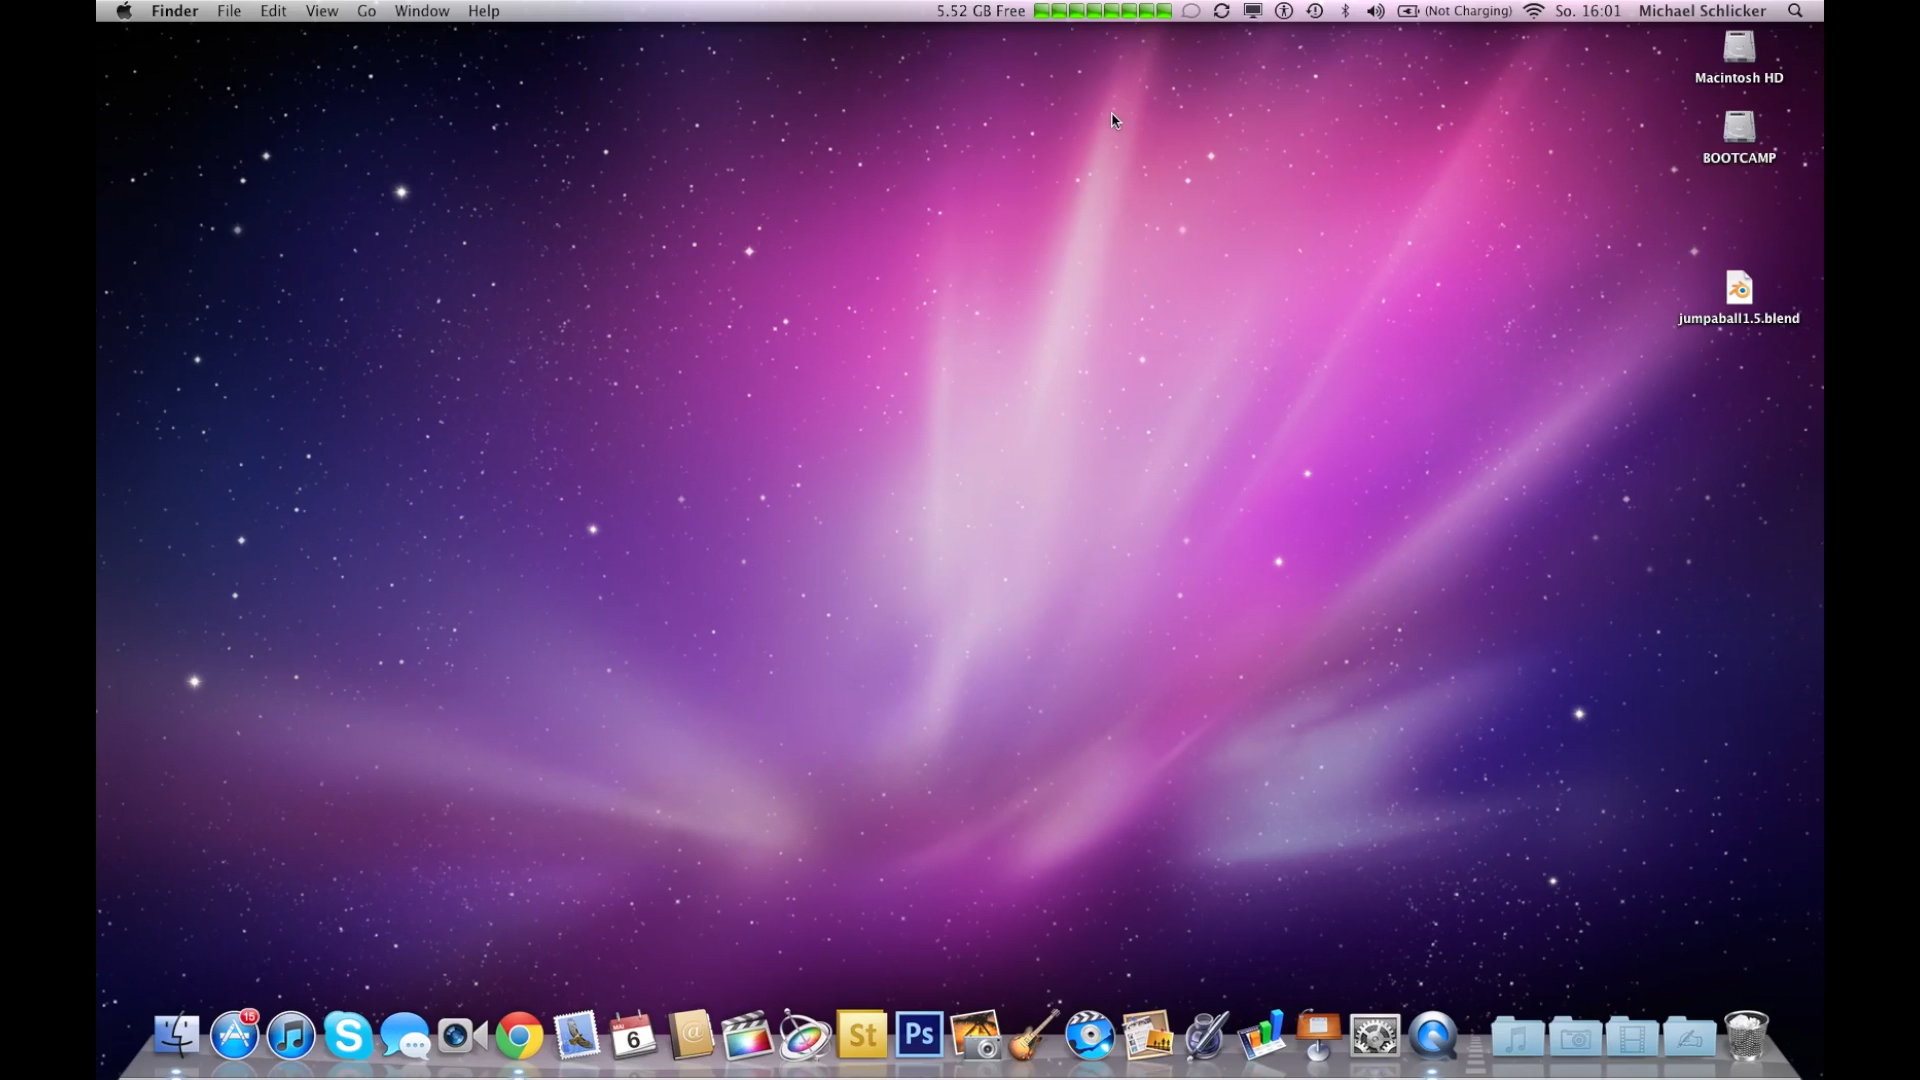 Finder File Edit View Go Window Help 5.52 GB Free (Not Charging) So. 16:01 Michael Schlicker
Macintosh HD
BOOTCAMP
jumpaball1.5.blend
15
MAI
6
St
Ps